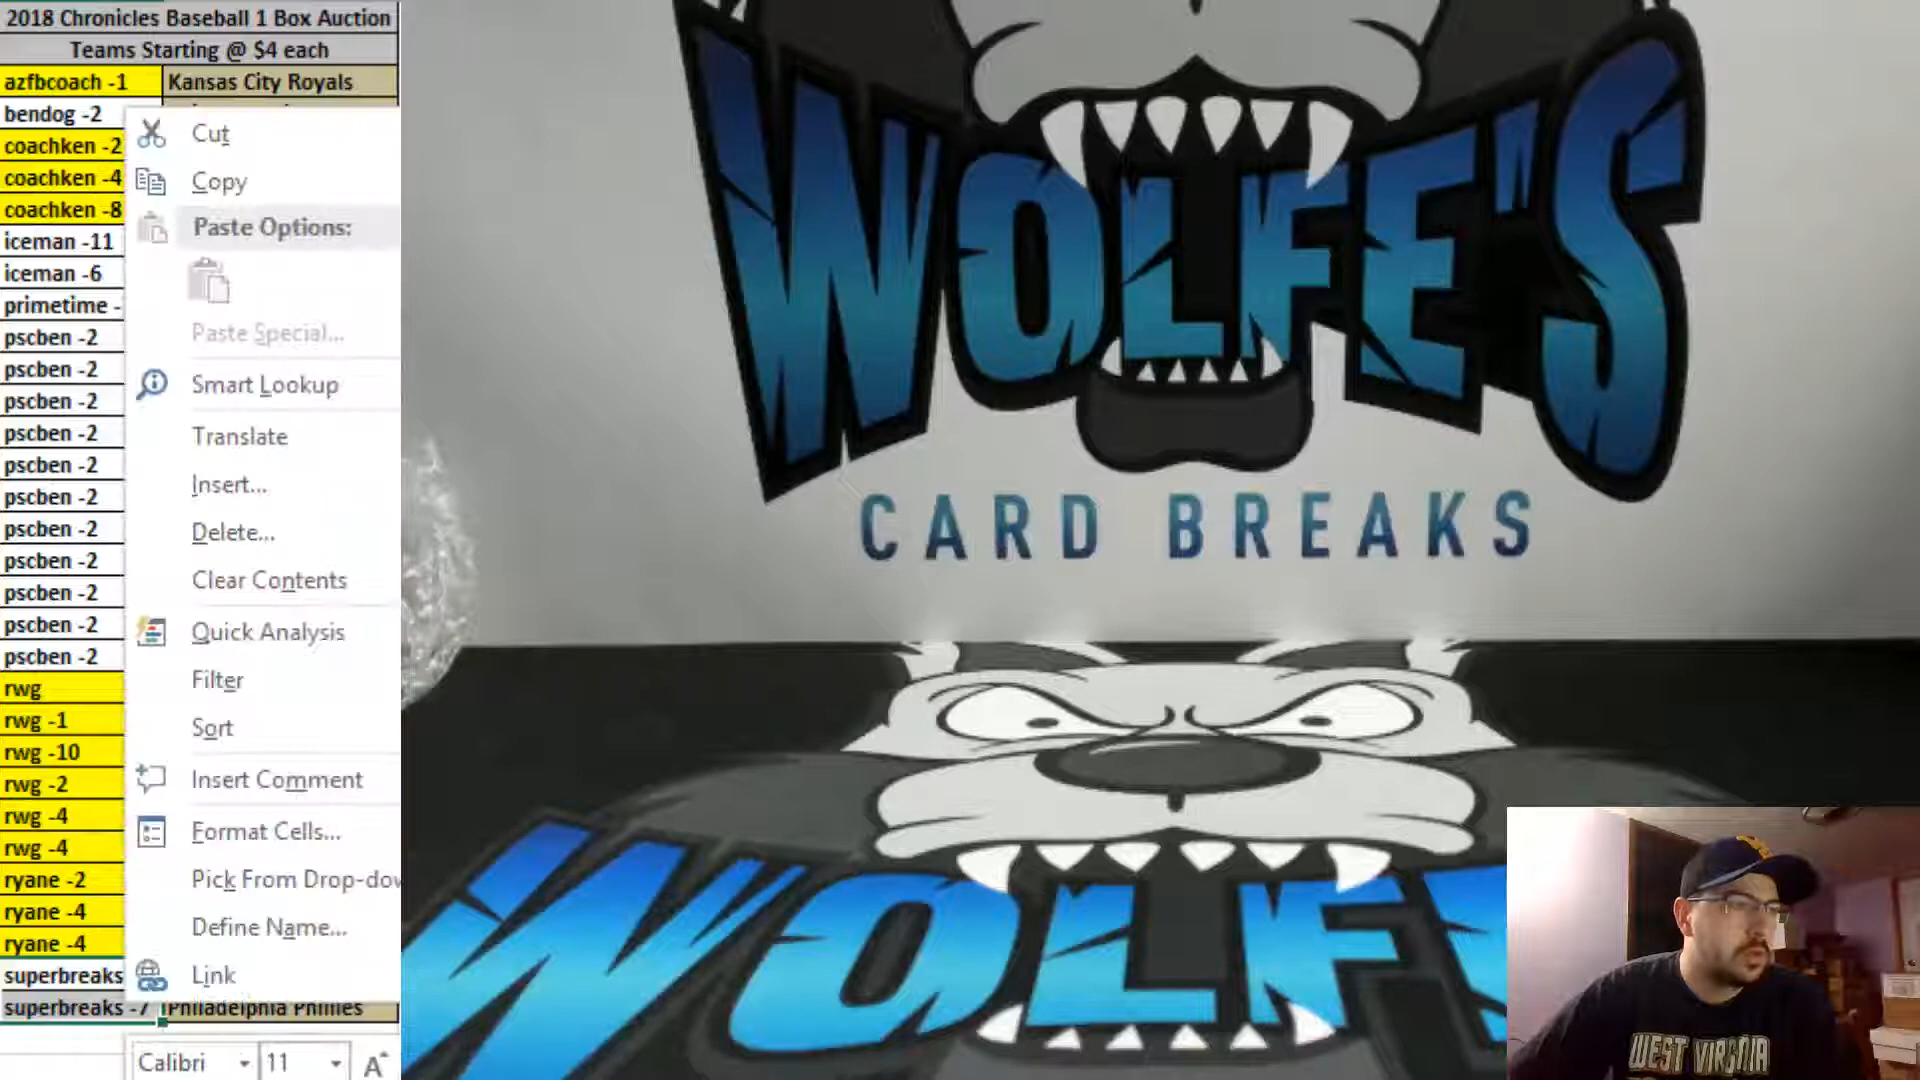 2018 Chronicles Baseball 1 Box Auction
Teams Starting @ $4 each
azfbcoach -1 Kansas City Royals
bendog -2
coachken -2
coachken -4
coachken -8
iceman -11
iceman -6
primetime -
pscben -2
pscben -2
pscben -2
pscben -2
pscben -2
pscben -2
pscben -2
pscben -2
pscben -2
pscben -2
pscben -2
rwg
rwg -1
rwg -10
rwg -2
rwg -4
rwg -4
ryane -2
ryane -4
ryane -4
superbreaks
superbreaks -7 Philadelphia Phillies
Cut
Copy
Paste Options:
Paste Special...
Smart Lookup
Translate
Insert...
Delete...
Clear Contents
Quick Analysis
Filter
Sort
Insert Comment
Format Cells...
Pick From Drop-dow
Define Name...
Link
Calibri 11 A
WOLFE'S
CARD BREAKS
WOLFE
WEST VIRGINIA